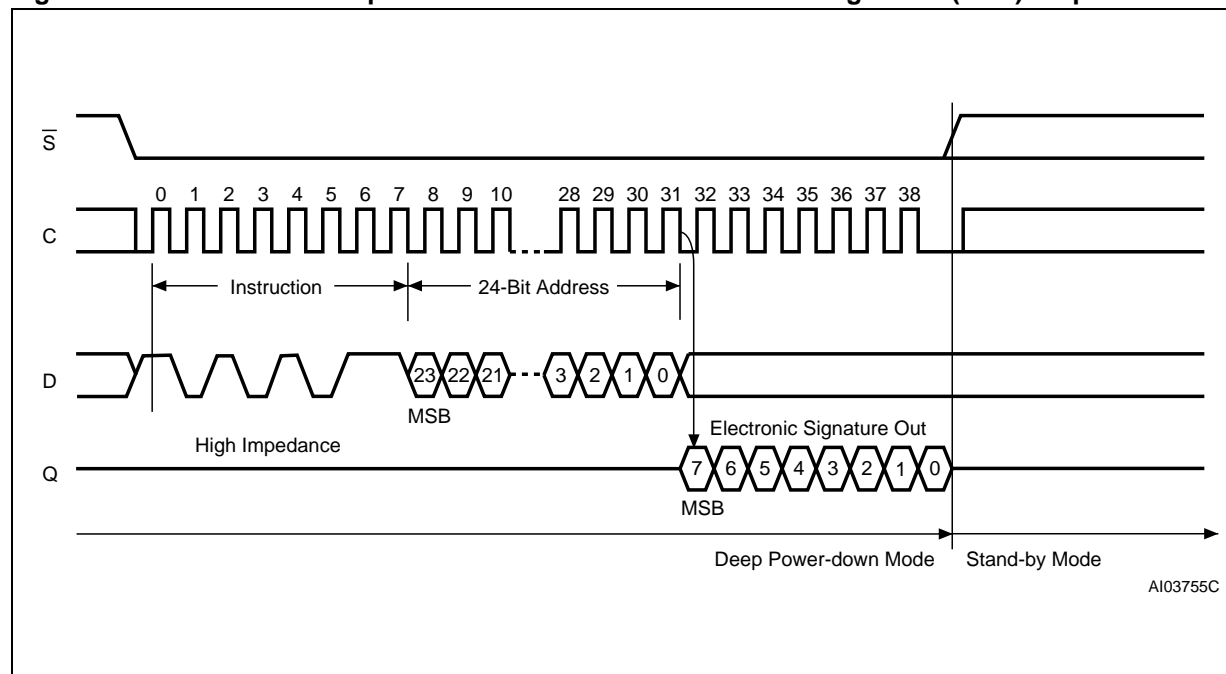 S
0 1 2 3 4 5 6 7 8 9 10 28 29 30 31 32 33 34 35 36 37 38
C
Instruction 24-Bit Address
D 23 22 21 3 2 1 0
MSB
High Impedance Electronic Signature Out
Q 7 6 5 4 3 2 1 0
MSB
Deep Power-down Mode Stand-by Mode
AI03755C